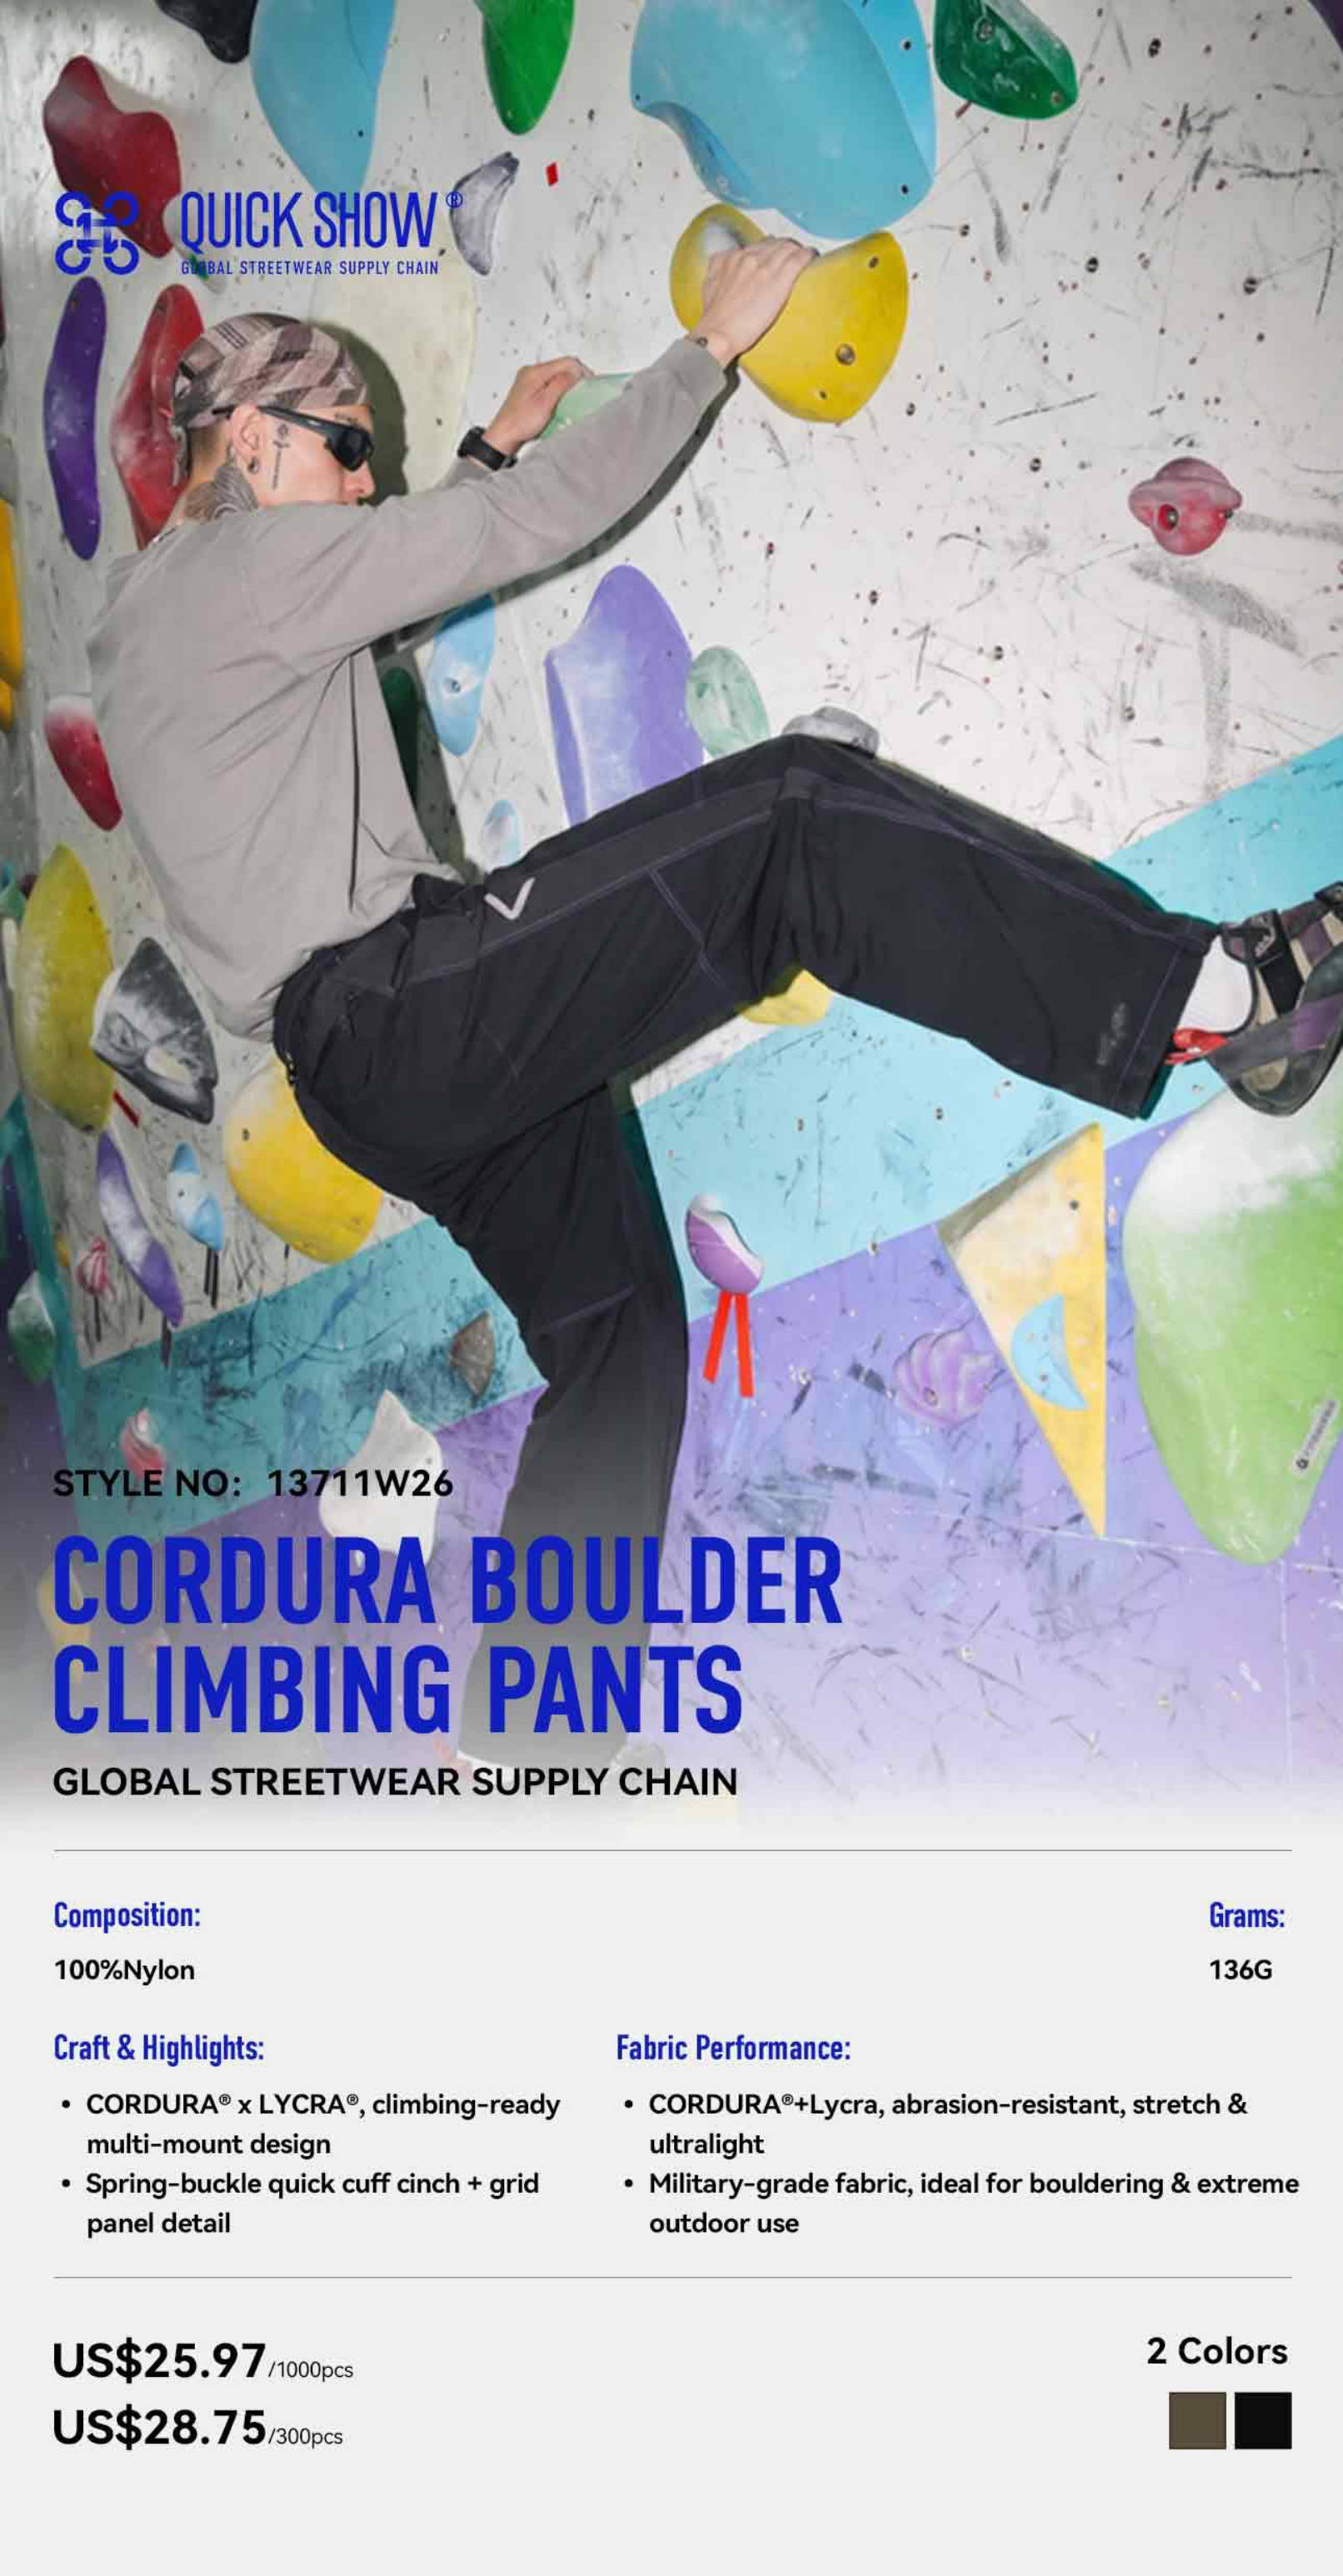 QUICK SHOW®
GLOBAL STREETWEAR SUPPLY CHAIN
STYLE NO: 13711W26
CORDURA BOULDER
CLIMBING PANTS
GLOBAL STREETWEAR SUPPLY CHAIN
Composition:
100%Nylon
Grams:
136G
Craft & Highlights:
• CORDURA® x LYCRA®, climbing-ready
multi-mount design
• Spring-buckle quick cuff cinch + grid
panel detail
Fabric Performance:
• CORDURA®+Lycra, abrasion-resistant, stretch &
ultralight
• Military-grade fabric, ideal for bouldering & extreme
outdoor use
US$25.97/1000pcs
US$28.75/300pcs
2 Colors